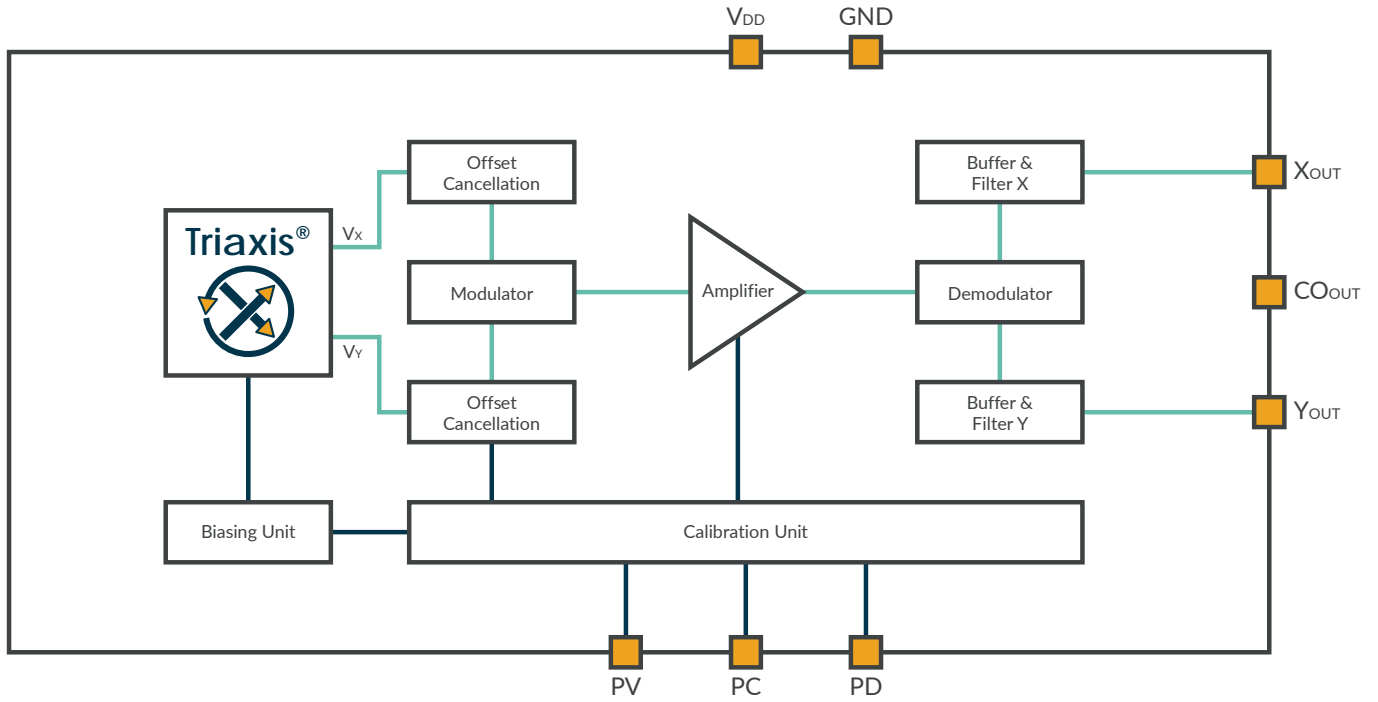 VDD
GND
Offset
Cancellation
Buffer &
Filter X
XOUT
Triaxis®
VX
Modulator
Amplifier
Demodulator
COOUT
VY
Offset
Cancellation
Buffer &
Filter Y
YOUT
Biasing Unit
Calibration Unit
PV
PC
PD